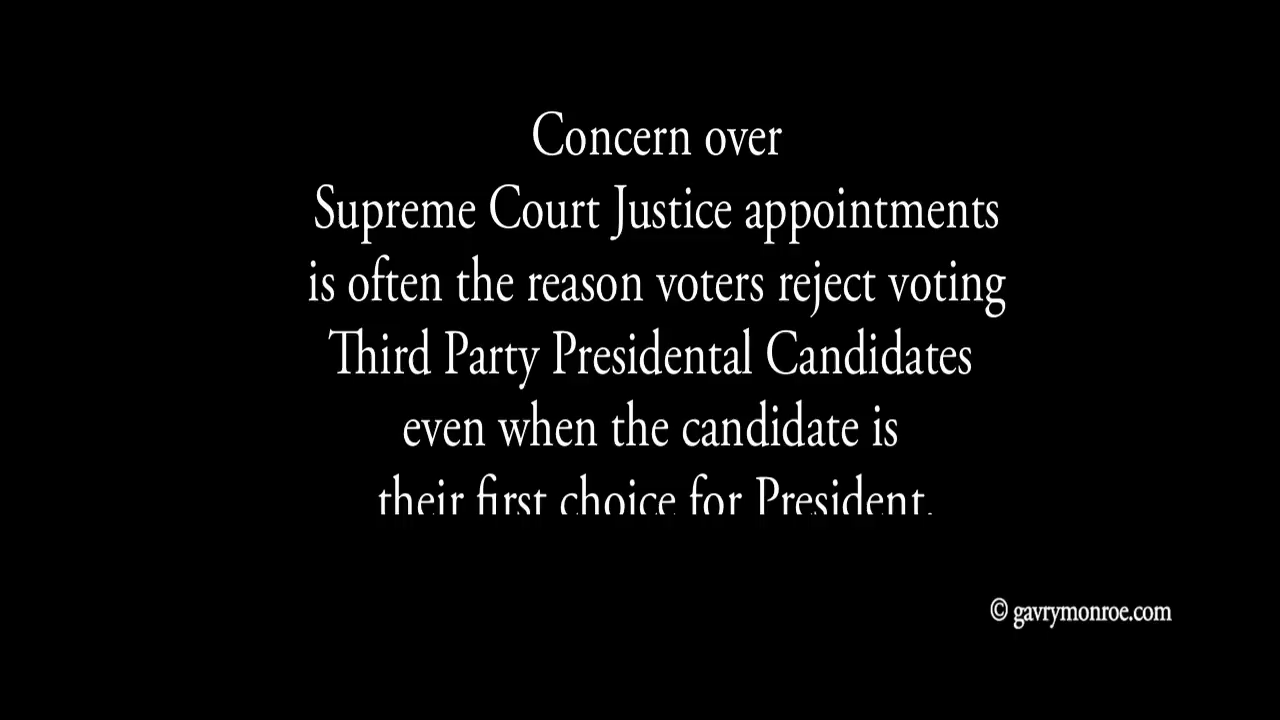 Concern over
Supreme Court Justice appointments
is often the reason voters reject voting
Third Party Presidental Candidates
even when the candidate is
their first choice for President.
© gavrymonroe.com